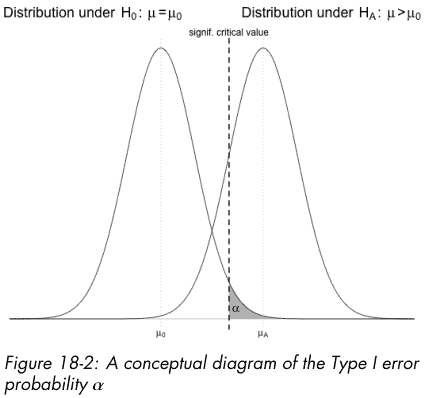 Distribution under H₀: μ=μ₀ Distribution under Hₐ: μ>μ₀
signif. critical value
α
μ₀ μₐ
Figure 18-2: A conceptual diagram of the Type I error
probability α